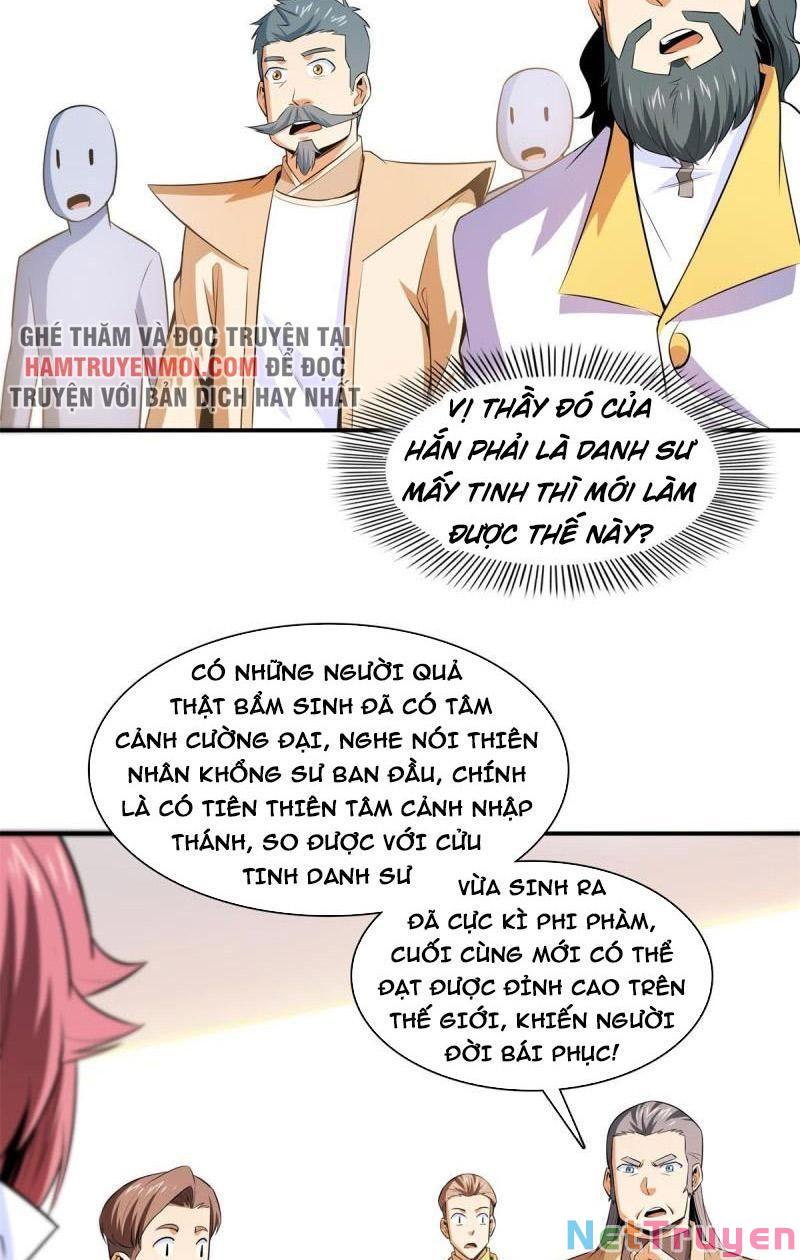 GHÉ THĂM VÀ ĐỌC TRUYỆN TẠI
HAMTRUYENMOI.COM ĐỂ ĐỌC
TRUYỆN VỚI BẢN DỊCH HAY NHẤT
VỊ THẦY ĐÓ CỦA
HẮN PHẢI LÀ DANH SƯ
MẤY TINH THÌ MỚI LÀM
ĐƯỢC THẾ NÀY?
CÓ NHỮNG NGƯỜI QUẢ
THẬT BẨM SINH ĐÃ CÓ TÂM
CẢNH CƯỜNG ĐẠI, NGHE NÓI THIÊN
NHÂN KHỔNG SƯ BAN ĐẦU, CHÍNH
LÀ CÓ TIÊN THIÊN TÂM CẢNH NHẬP
THÁNH, SO ĐƯỢC VỚI CỬU
TINH DANH SƯ
VỪA SINH RA
ĐÃ CỰC KÌ PHI PHÀM,
CUỐI CÙNG MỚI CÓ THỂ
ĐẠT ĐƯỢC ĐỈNH CAO TRÊN
THẾ GIỚI, KHIẾN NGƯỜI
ĐỜI BÁI PHỤC!
NetTruyen